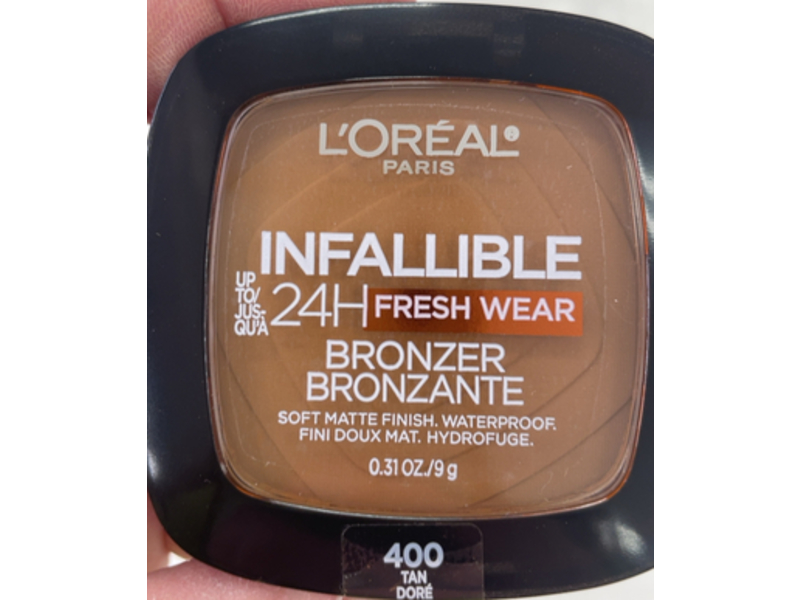 L'ORÉAL®
PARIS
INFALLIBLE
UP
TO/
JUS-
QU'À
24H FRESH WEAR
BRONZER
BRONZANTE
SOFT MATTE FINISH. WATERPROOF.
FINI DOUX MAT. HYDROFUGE.
0.31 OZ./9 g
400
TAN
DORÉ